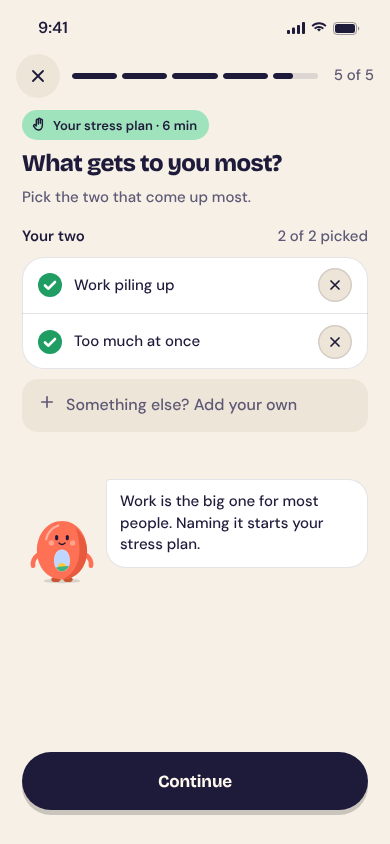 9:41
5 of 5
Your stress plan · 6 min
What gets to you most?
Pick the two that come up most.
Your two
2 of 2 picked
Work piling up
Too much at once
Something else? Add your own
Work is the big one for most
people. Naming it starts your
stress plan.
Continue